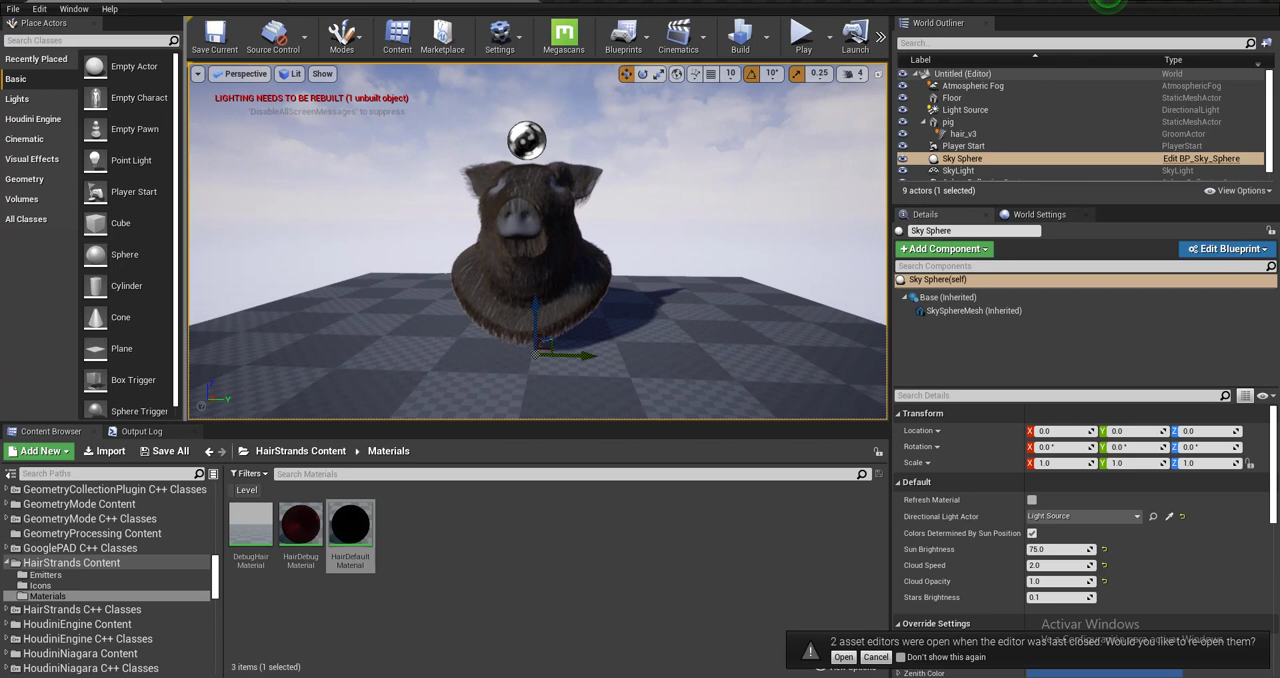 File Edit Window Help
Place Actors
Search Classes
Recently Placed
Basic
Lights
Houdini Engine
Cinematic
Visual Effects
Geometry
Volumes
All Classes
Empty Actor
Empty Charact
Empty Pawn
Point Light
Player Start
Cube
Sphere
Cylinder
Cone
Plane
Box Trigger
Sphere Trigger
Save Current
Source Control
Modes
Content
Marketplace
Settings
Megascans
Blueprints
Cinematics
Build
Play
Launch
Perspective Lit Show
10 10° 0.25 4
LIGHTING NEEDS TO BE REBUILT (1 unbuilt object)
'DisableAllScreenMessages' to suppress
World Outliner
Search...
Label Type
Untitled (Editor) World
Atmospheric Fog AtmosphericFog
Floor StaticMeshActor
Light Source DirectionalLight
pig StaticMeshActor
hair_v3 GroomActor
Player Start PlayerStart
Sky Sphere Edit BP_Sky_Sphere
SkyLight SkyLight
9 actors (1 selected) View Options
Details World Settings
Sky Sphere
+Add Component Edit Blueprint
Search Components
Sky Sphere(self)
Base (Inherited)
SkySphereMesh (Inherited)
Search Details
Transform
Location X 0.0 Y 0.0 Z 0.0
Rotation X 0.0° Y 0.0° Z 0.0°
Scale X 1.0 Y 1.0 Z 1.0
Default
Refresh Material
Directional Light Actor Light Source
Colors Determined By Sun Position
Sun Brightness 75.0
Cloud Speed 2.0
Cloud Opacity 1.0
Stars Brightness 0.1
Override Settings
Activar Windows
Zenith Color
Content Browser Output Log
Add New Import Save All HairStrands Content Materials
Search Paths
Filters Search Materials
Level
GeometryCollectionPlugin C++ Classes
GeometryMode Content
GeometryMode C++ Classes
GeometryProcessing Content
GooglePAD C++ Classes
HairStrands Content
Emitters
Icons
Materials
HairStrands C++ Classes
HoudiniEngine Content
HoudiniEngine C++ Classes
HoudiniNiagara Content
HoudiniNiagara C++ Classes
DebugHair
Material
HairDebug
Material
HairDefault
Material
3 items (1 selected)
2 asset editors were open when the editor was last closed. Would you like to re-open them?
Open Cancel Don't show this again